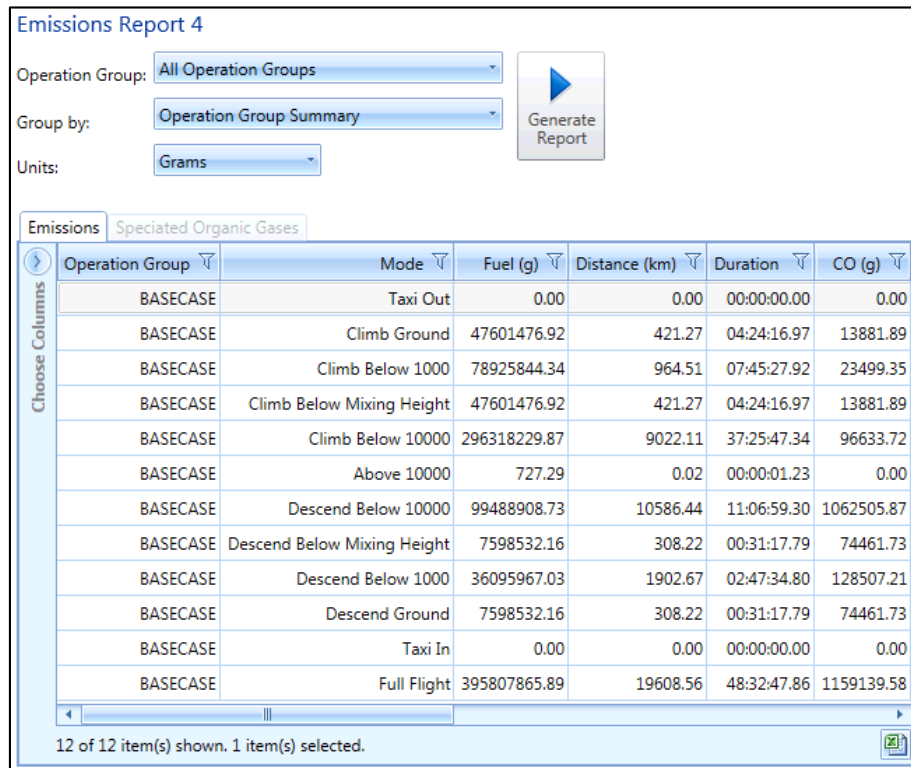 Emissions Report 4
Operation Group: All Operation Groups
Group by: Operation Group Summary
Generate Report
Units: Grams
Emissions Speciated Organic Gases
Choose Columns
Operation Group Mode Fuel (g) Distance (km) Duration CO (g)
BASECASE Taxi Out 0.00 0.00 00:00:00.00 0.00
BASECASE Climb Ground 47601476.92 421.27 04:24:16.97 13881.89
BASECASE Climb Below 1000 78925844.34 964.51 07:45:27.92 23499.35
BASECASE Climb Below Mixing Height 47601476.92 421.27 04:24:16.97 13881.89
BASECASE Climb Below 10000 296318229.87 9022.11 37:25:47.34 96633.72
BASECASE Above 10000 727.29 0.02 00:00:01.23 0.00
BASECASE Descend Below 10000 99488908.73 10586.44 11:06:59.30 1062505.87
BASECASE Descend Below Mixing Height 7598532.16 308.22 00:31:17.79 74461.73
BASECASE Descend Below 1000 36095967.03 1902.67 02:47:34.80 128507.21
BASECASE Descend Ground 7598532.16 308.22 00:31:17.79 74461.73
BASECASE Taxi In 0.00 0.00 00:00:00.00 0.00
BASECASE Full Flight 395807865.89 19608.56 48:32:47.86 1159139.58
12 of 12 item(s) shown. 1 item(s) selected.